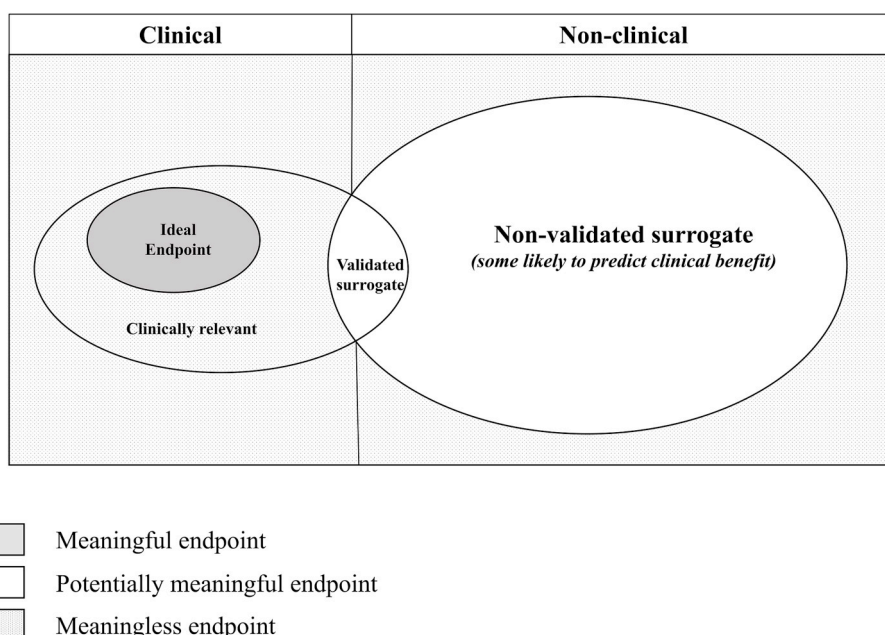 Clinical
Non-clinical
Ideal
Endpoint
Validated
surrogate
Non-validated surrogate
(some likely to predict clinical benefit)
Clinically relevant
Meaningful endpoint
Potentially meaningful endpoint
Meaningless endpoint